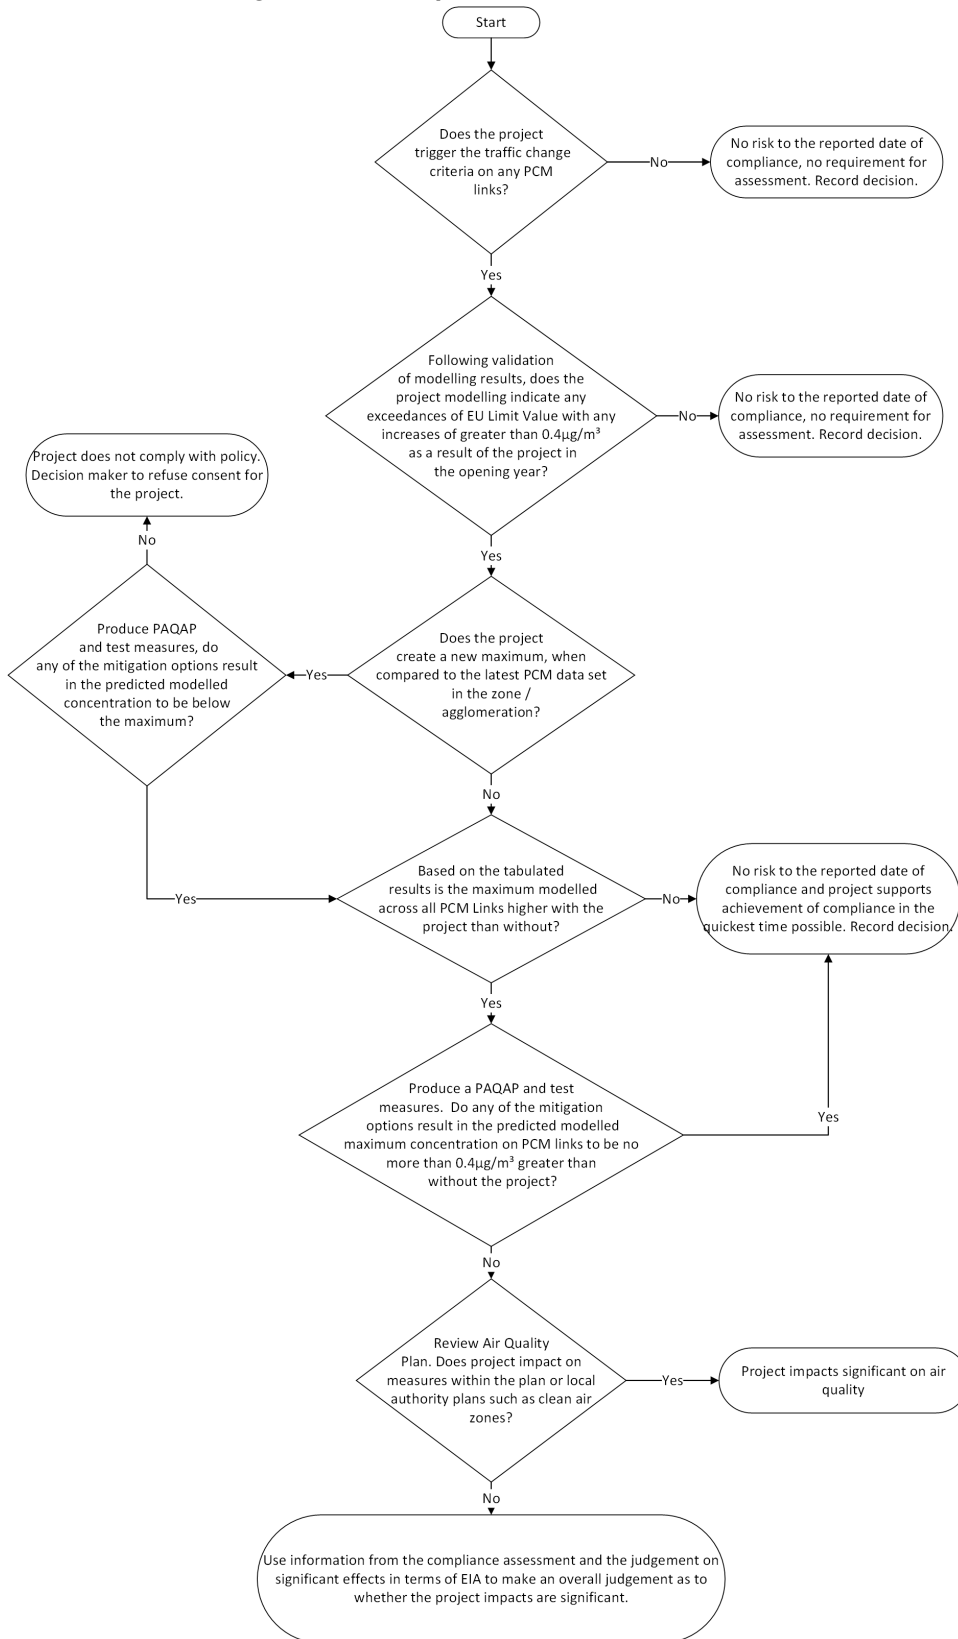 Start
Does the project
trigger the traffic change
criteria on any PCM
links?
No
No risk to the reported date of
compliance, no requirement for
assessment. Record decision.
Yes
Following validation
of modelling results, does the
project modelling indicate any
exceedances of EU Limit Value with any
increases of greater than 0.4µg/m³
as a result of the project in
the opening year?
No
No risk to the reported date of
compliance, no requirement for
assessment. Record decision.
Project does not comply with policy.
Decision maker to refuse consent for
the project.
No
Yes
Produce PAQAP
and test measures, do
any of the mitigation options result
in the predicted modelled
concentration to be below
the maximum?
Yes
Does the project
create a new maximum, when
compared to the latest PCM data set
in the zone /
agglomeration?
No
Yes
Based on the tabulated
results is the maximum modelled
across all PCM Links higher with the
project than without?
No
No risk to the reported date of
compliance and project supports
achievement of compliance in the
quickest time possible. Record decision.
Yes
Produce a PAQAP and test
measures.  Do any of the mitigation
options result in the predicted modelled
maximum concentration on PCM links to be no
more than 0.4µg/m³ greater than
without the project?
Yes
No
Review Air Quality
Plan. Does project impact on
measures within the plan or local
authority plans such as clean air
zones?
Yes
Project impacts significant on air
quality
No
Use information from the compliance assessment and the judgement on
significant effects in terms of EIA to make an overall judgement as to
whether the project impacts are significant.